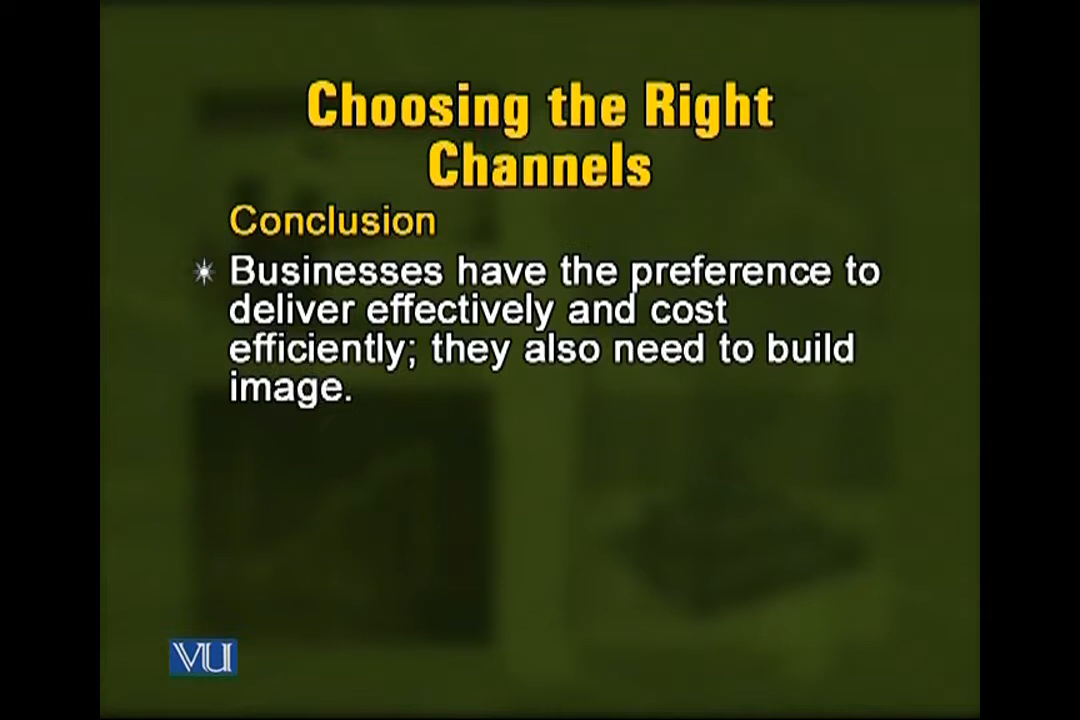 Choosing the Right
Channels
Conclusion
Businesses have the preference to
deliver effectively and cost
efficiently; they also need to build
image.
VU